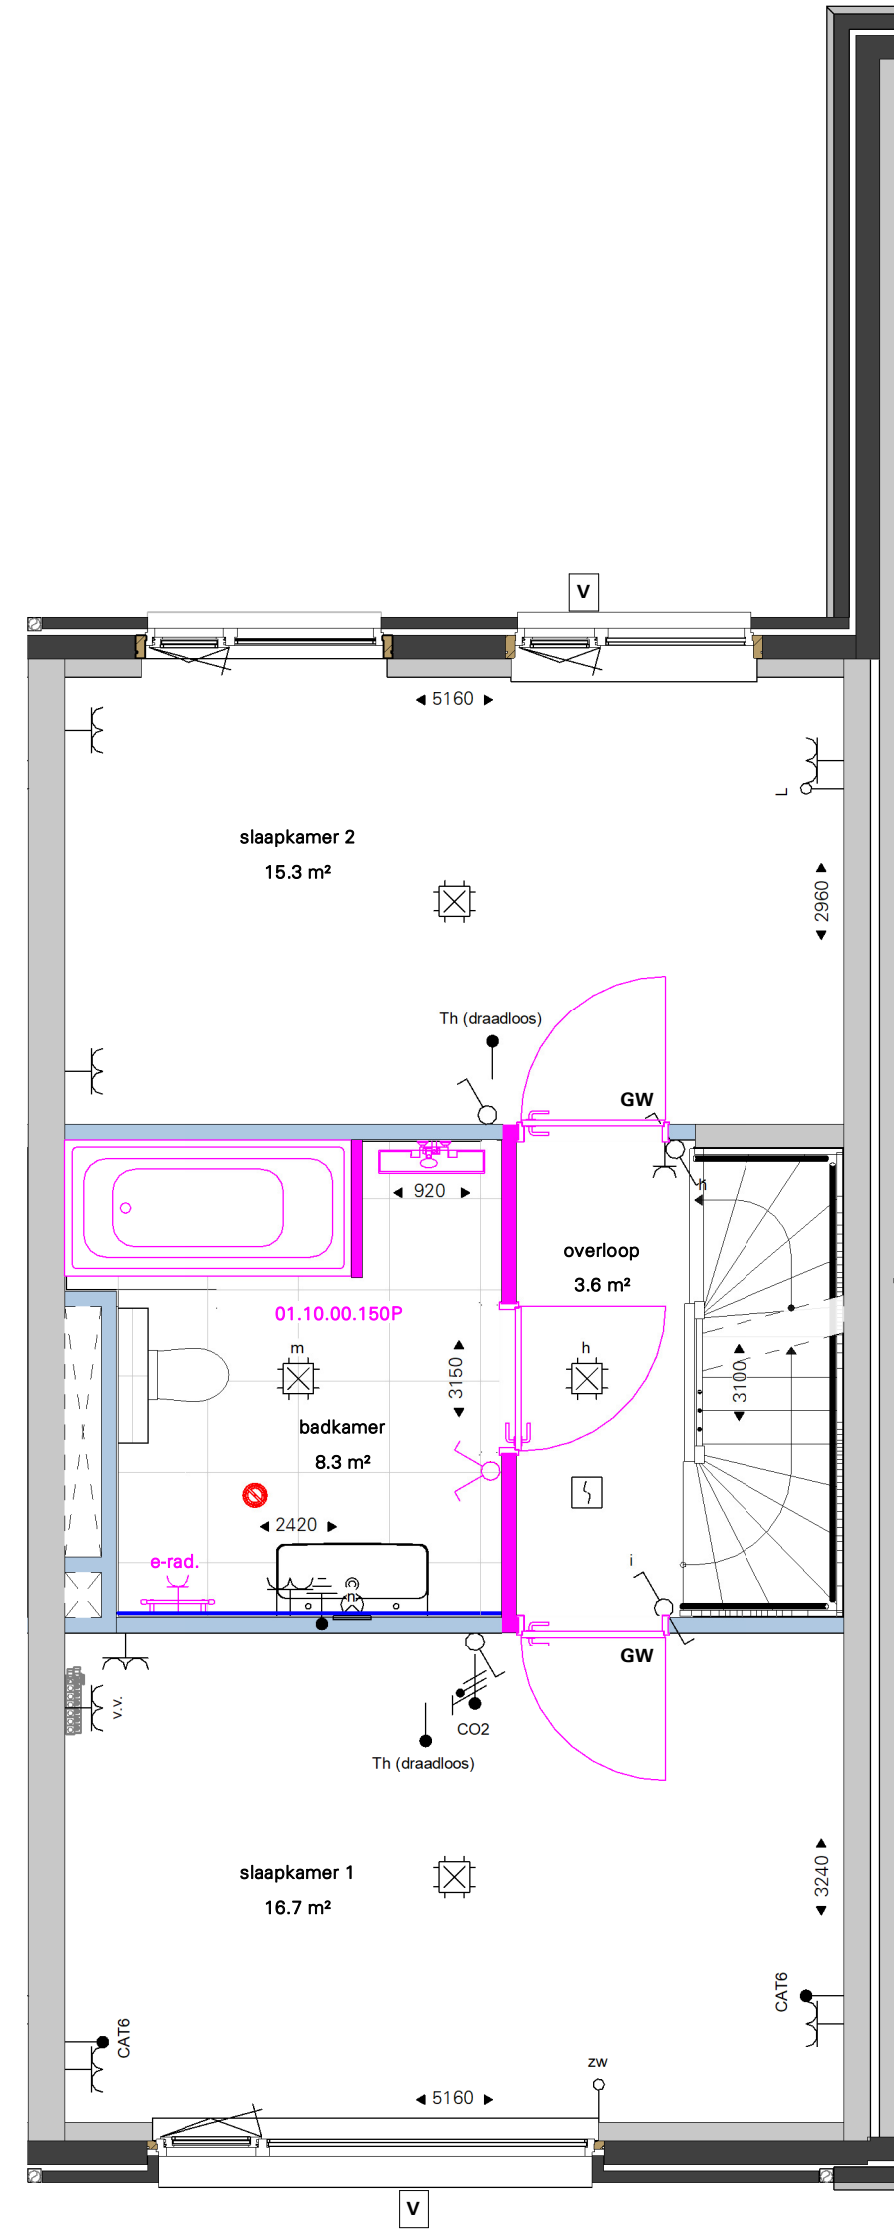 V
5160
L
slaapkamer 2
15.3 m²
2960
Th (draadloos)
GW
h
920
overloop
3.6 m²
01.10.00.150P
m
h
3150
3100
badkamer
8.3 m²
2420
e-rad.
i
GW
v.v.
CO2
Th (draadloos)
slaapkamer 1
16.7 m²
3240
CAT6
CAT6
zw
5160
V